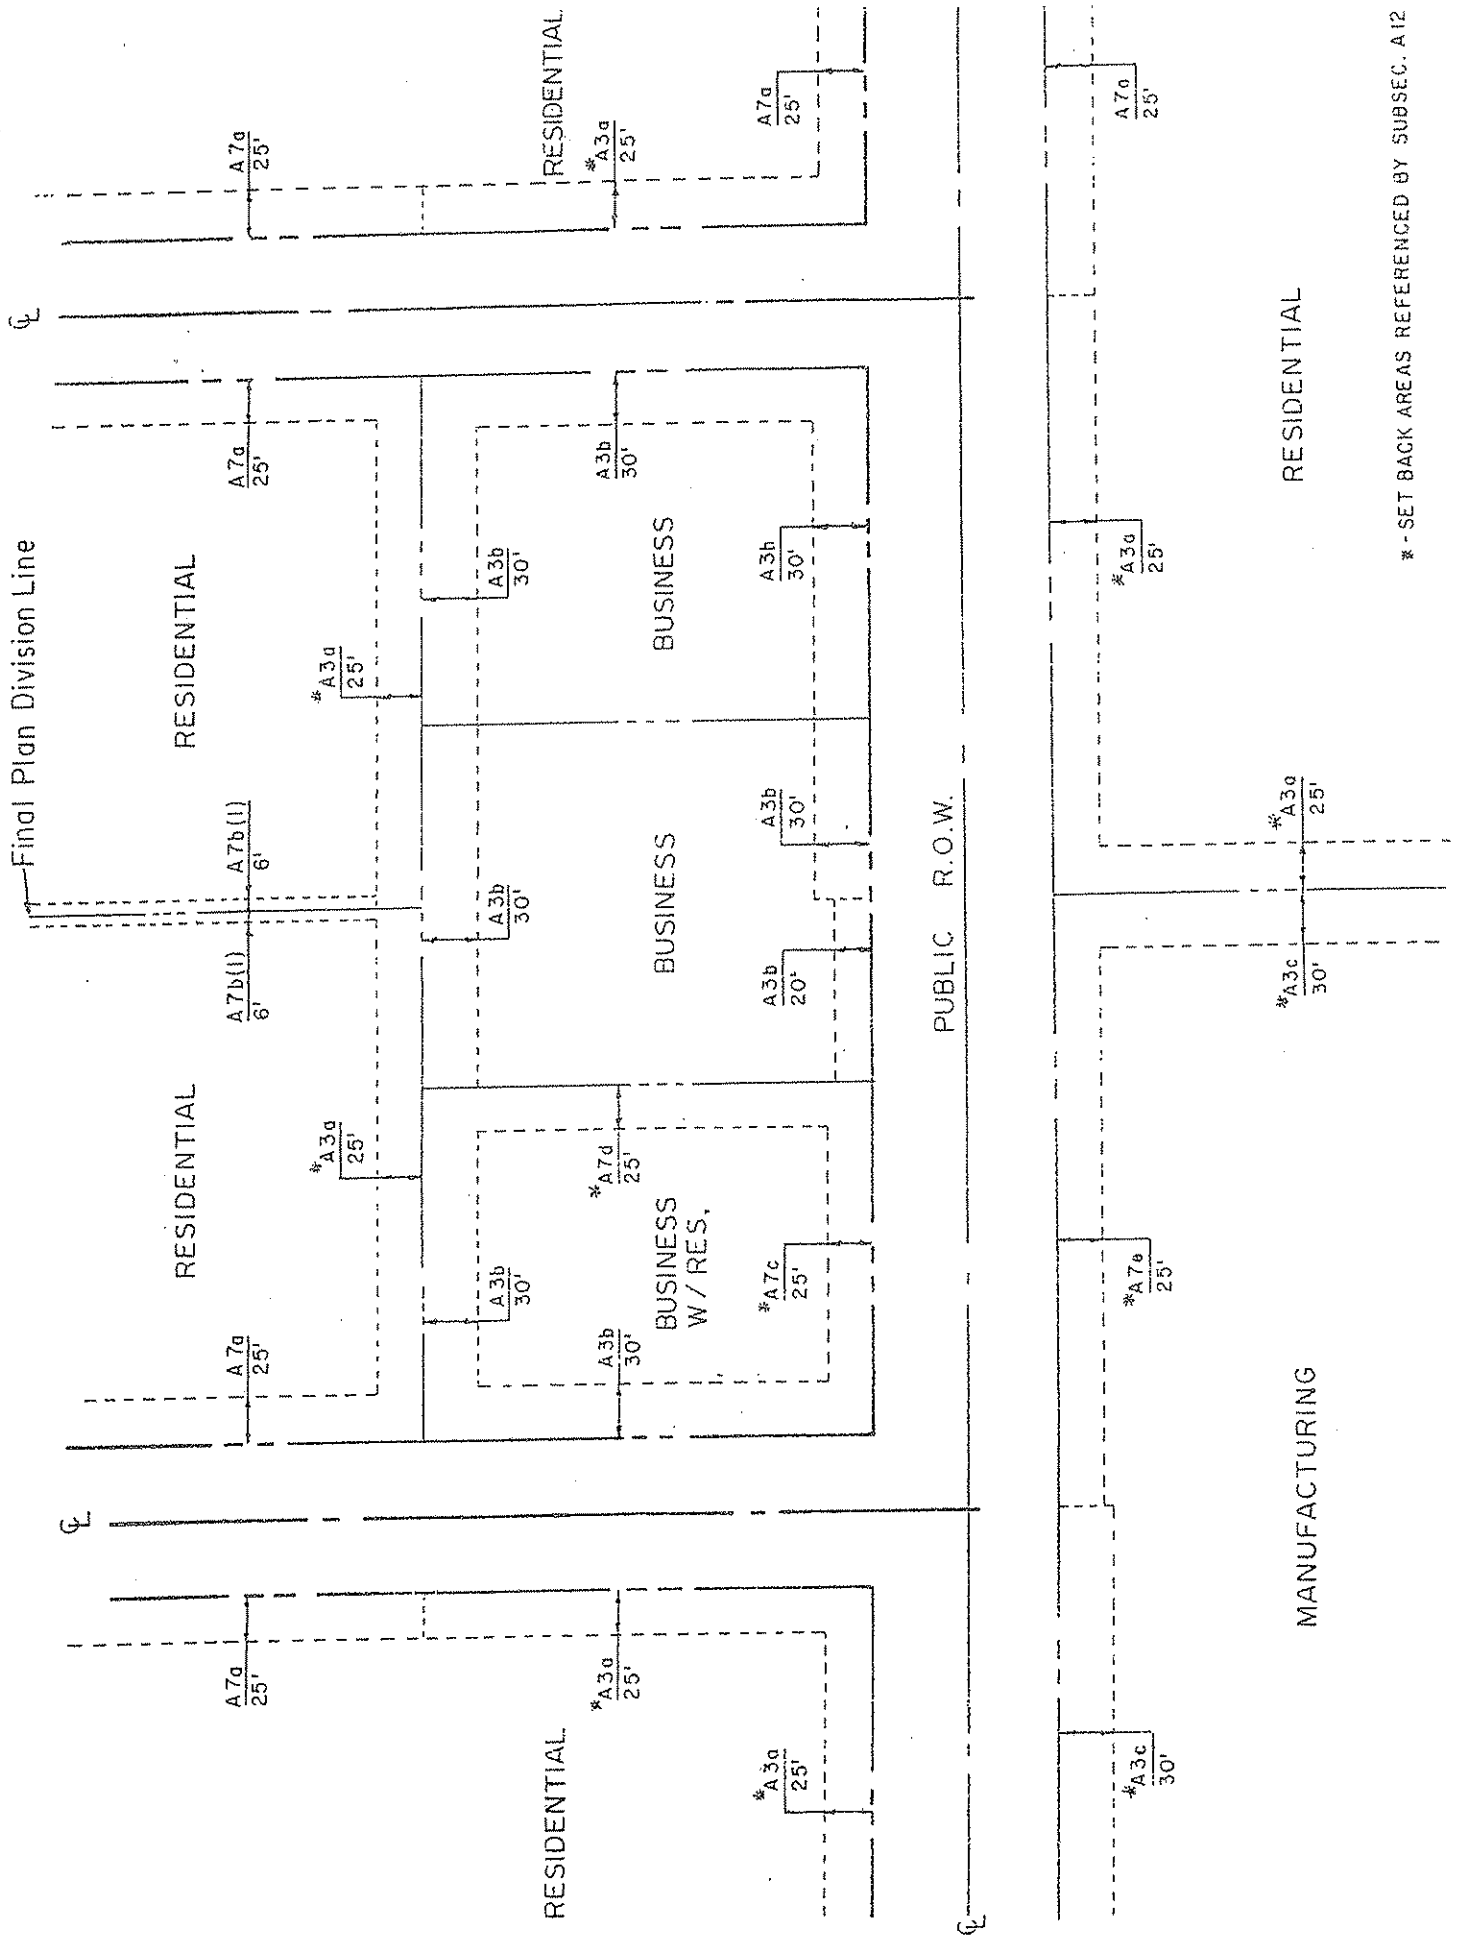 Final Plan Division Line
℄
℄
RESIDENTIAL
RESIDENTIAL
A7a
25'
A7a
25'
A7b(1)
6'
A7b(1)
6'
A7a
25'
A7a
25'
*A3a
25'
*A3a
25'
A3b
30'
A3b
30'
A3b
30'
RESIDENTIAL
RESIDENTIAL
*A3a
25'
A3b
30'
*A7d
25'
A3b
30'
*A3a
25'
BUSINESS
W/RES.
BUSINESS
BUSINESS
*A3a
25'
*A7c
25'
A3b
20'
A3b
30'
A3h
30'
A7a
25'
PUBLIC R.O.W.
℄
*A3c
30'
*A7e
25'
*A3a
25'
A7a
25'
*A3c
30'
*A3a
25'
MANUFACTURING
RESIDENTIAL
* - SET BACK AREAS REFERENCED BY SUBSEC. A12